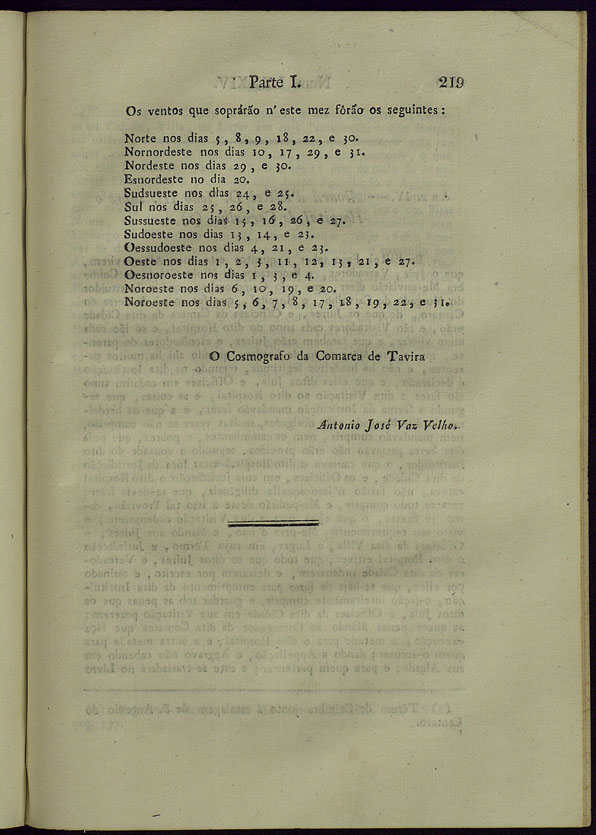 Parte I. 219
Os ventos que soprárão n'este mez fôrão os seguintes :
Norte nos dias 5 , 8 , 9 , 18 , 22 , e 30.
Nornordeste nos dias 10 , 17 , 29 , e 31.
Nordeste nos dias 29 , e 30.
Esnordeste no dia 20.
Sudsueste nos dias 24, e 25.
Sul nos dias 25 , 26 , e 28.
Sussueste nos dias 15 , 16 , 26 , e 27.
Sudoeste nos dias 13 , 14 , e 23.
Oessudoeste nos dias 4 , 21 , e 23.
Oeste nos dias 1 , 2 , 3 , 11 , 12 , 13 , 21 , e 27.
Oesnoroeste nos dias 1 , 3 , e 4.
Noroeste nos dias 6 , 10 , 19 , e 20.
Nornoroeste nos dias 5 , 6 , 7 , 8 , 17 , 18 , 19 , 22 , e 31.
O Cosmografo da Comarca de Tavira
Antonio José Vaz Velho.